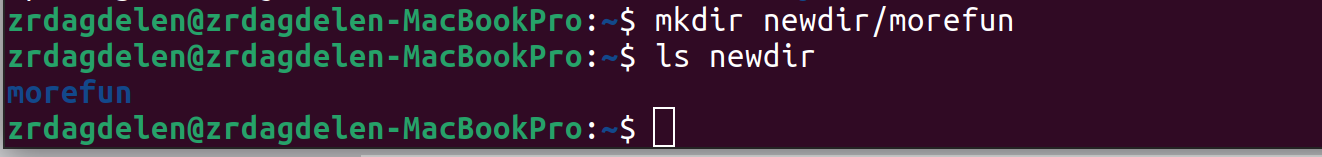 zrdagdelen@zrdagdelen-MacBookPro:~$ mkdir newdir/morefun
zrdagdelen@zrdagdelen-MacBookPro:~$ ls newdir
morefun
zrdagdelen@zrdagdelen-MacBookPro:~$